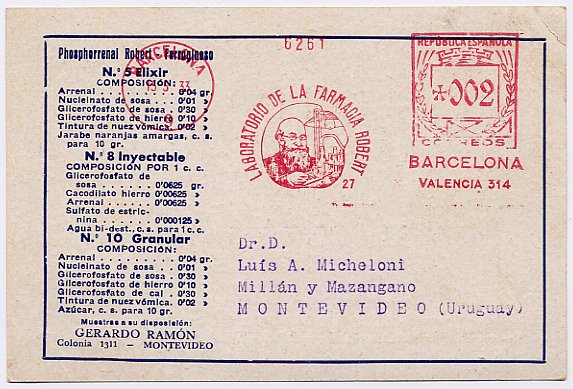 Phosphorrenal Robert - Ferruginoso
N.º 5 Elixir
COMPOSICIÓN:
Arrenal . . . . . . . . . 0'04 gr.
Nucleinato de sosa . . 0'01 »
Glicerofosfato de sosa . 0'30 »
Glicerofosfato de hierro 0'10 »
Tintura de nuez vómica. 0'02 »
Jarabe naranjas amargas, c. s.
para 10 gr.
N.º 8 Inyectable
COMPOSICIÓN POR 1 c. c.
Glicerofosfato de
sosa . . . . . . 0'0625 gr.
Cacodilato hierro 0'00625 »
Arrenal . . . . . 0'00625 »
Sulfato de estric-
nina . . . . . . 0'000125 »
Agua bi-dest., c. s. para 1 c. c.
N.º 10 Granular
COMPOSICIÓN:
Arrenal . . . . . . . . . 0'04 gr.
Nucleinato de sosa . . . 0'01 »
Glicerofosfato de sosa . 0'30 »
Glicerofosfato de hierro 0'10 »
Glicerofosfato de cal . 0'30 »
Tintura de nuez vómica. 0'02 »
Azúcar, c. s. para 10 gr.
Muestras a su disposición:
GERARDO RAMÓN
Colonia 1311 - MONTEVIDEO
BARCELONA
33
6261
LABORATORIO DE LA FARMACIA ROBERT
27
REPÚBLICA ESPAÑOLA
002
CORREOS
BARCELONA
VALENCIA 314
Dr.D.
Luís A. Micheloni
Millán y Mazangano
MONTEVIDEO (Uruguay)